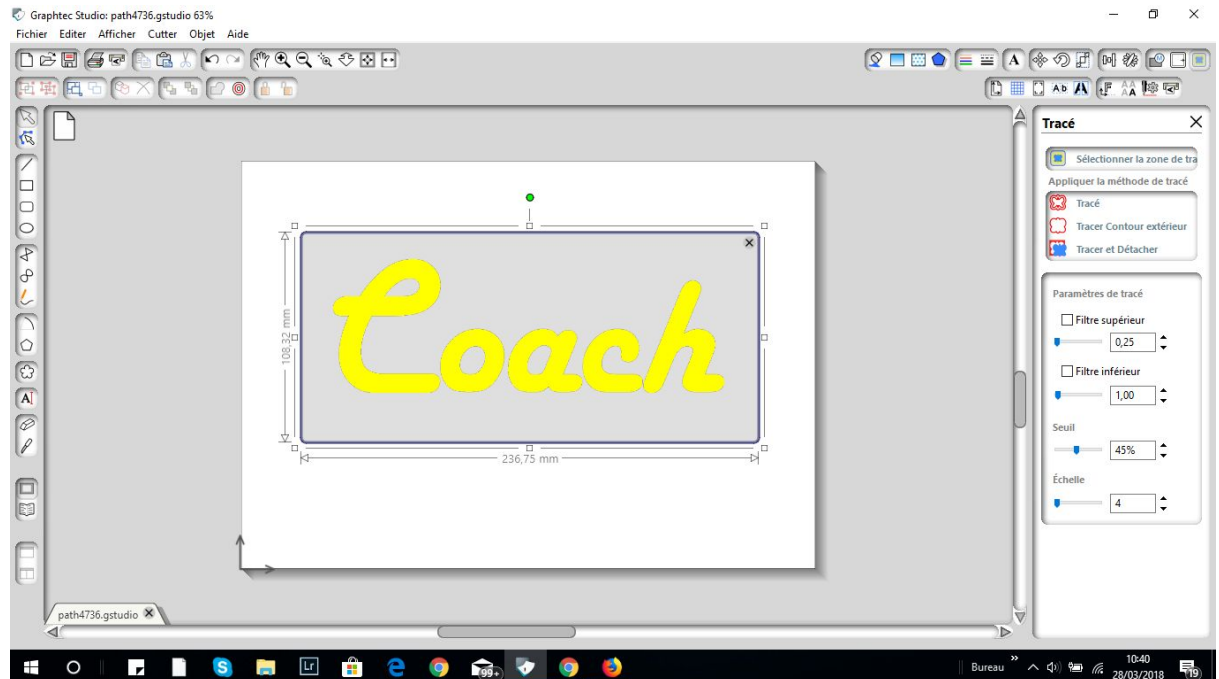 Graphtec Studio: path4736.gstudio 63%
Fichier Editer Afficher Cutter Objet Aide
Tracé
Sélectionner la zone de tra
Appliquer la méthode de tracé
Tracé
Tracer Contour extérieur
Tracer et Détacher
Paramètres de tracé
Filtre supérieur
0,25
Filtre inférieur
1,00
Seuil
45%
Échelle
4
Coach
108,32 mm
236,75 mm
path4736.gstudio
Bureau
10:40
28/03/2018
99+
19